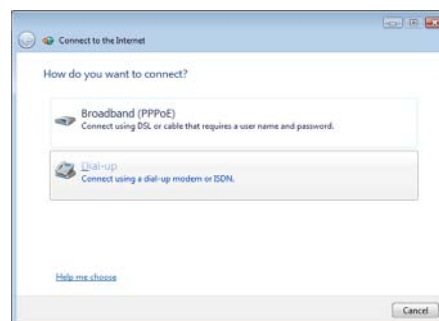 Connect to the Internet
How do you want to connect?
Broadband (PPPoE)
Connect using DSL or cable that requires a user name and password.
Dial-up
Connect using a dial-up modem or ISDN.
Help me choose
Cancel